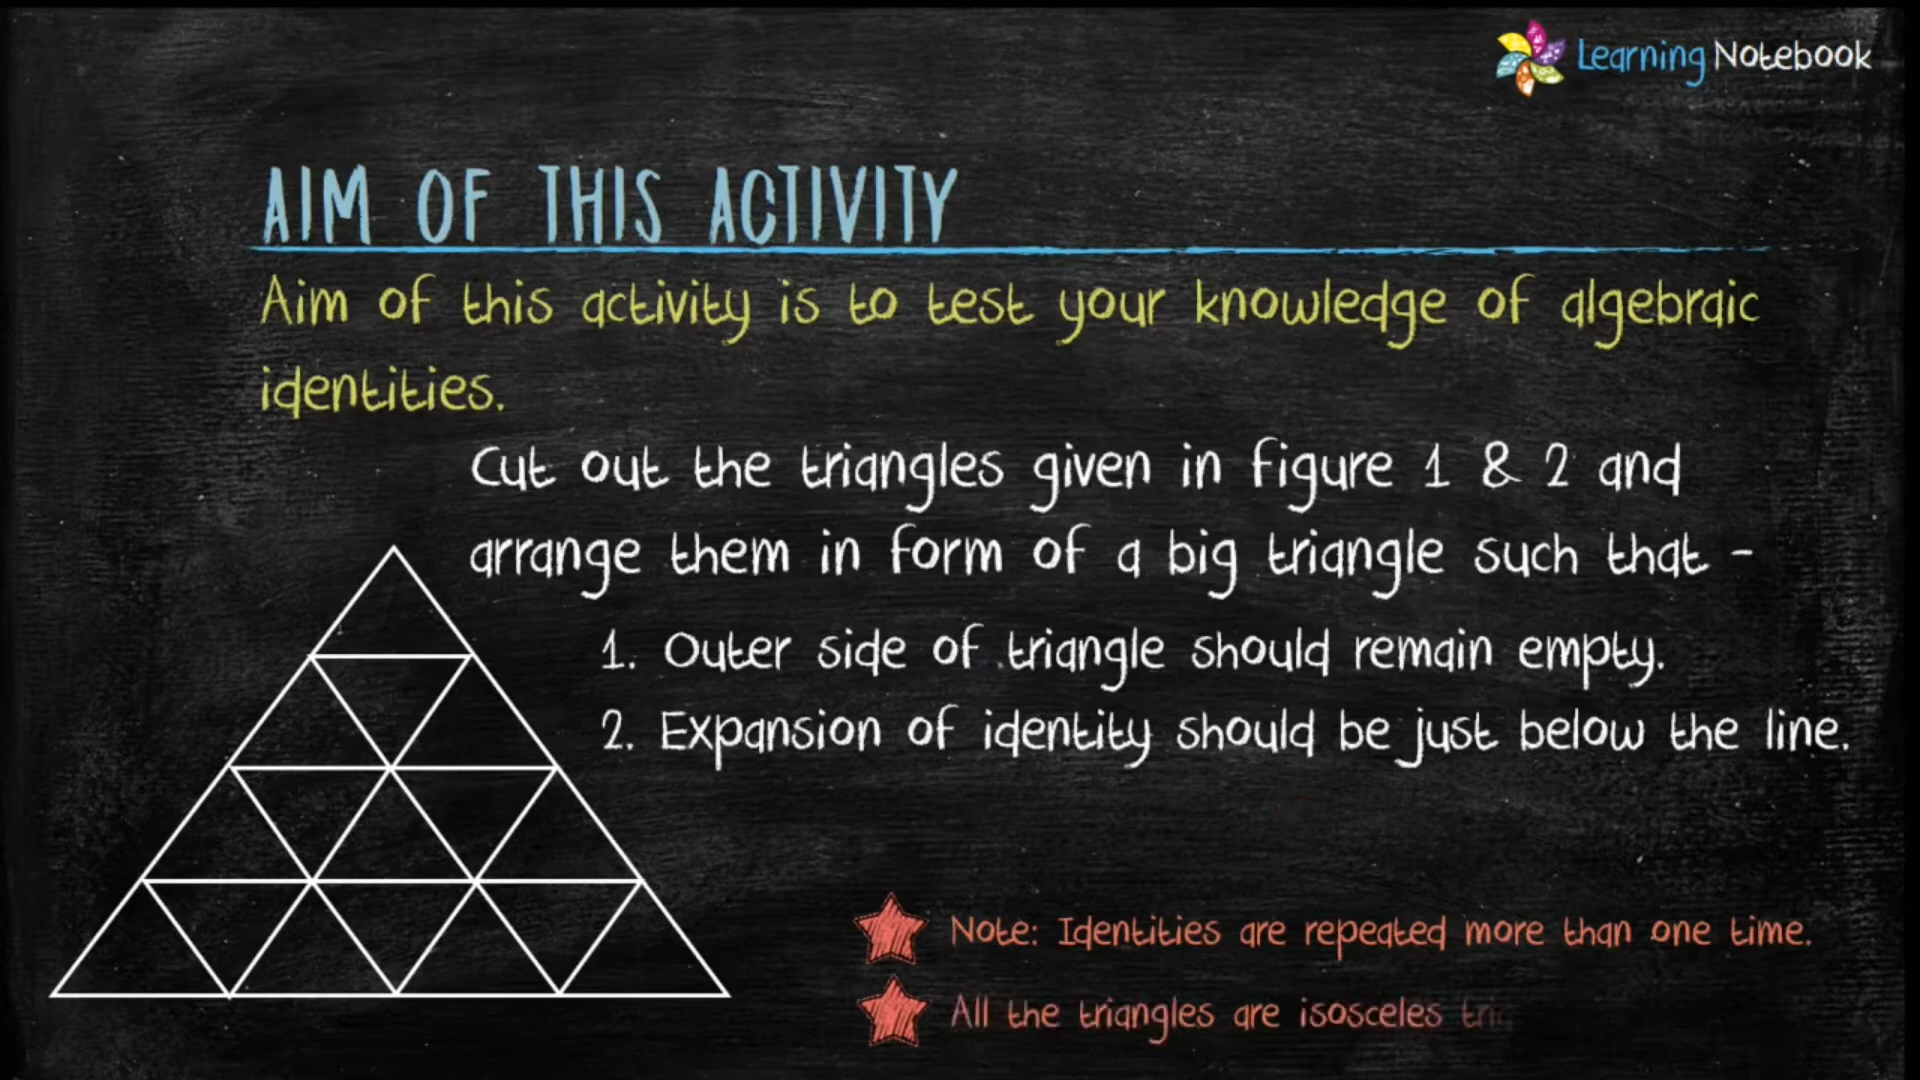 Learning Notebook
AIM OF THIS ACTIVITY
Aim of this activity is to test your knowledge of algebraic
identities.
Cut out the triangles given in figure 1 & 2 and
arrange them in form of a big triangle such that -
1. Outer side of triangle should remain empty.
2. Expansion of identity should be just below the line.
Note: Identities are repeated more than one time.
All the triangles are isosceles